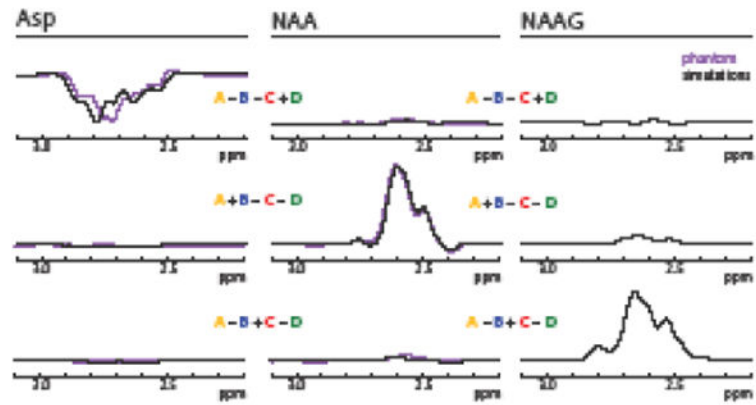 Asp NAA NAAG
phantom
simulations
A-B-C+D A-B-C+D
3.0 2.5 3.0 2.5 3.0 2.5
ppm ppm ppm
A+B-C-D A+B-C-D
3.0 2.5 3.0 2.5 3.0 2.5
ppm ppm ppm
A-B+C-D A-B+C-D
3.0 2.5 3.0 2.5 3.0 2.5
ppm ppm ppm